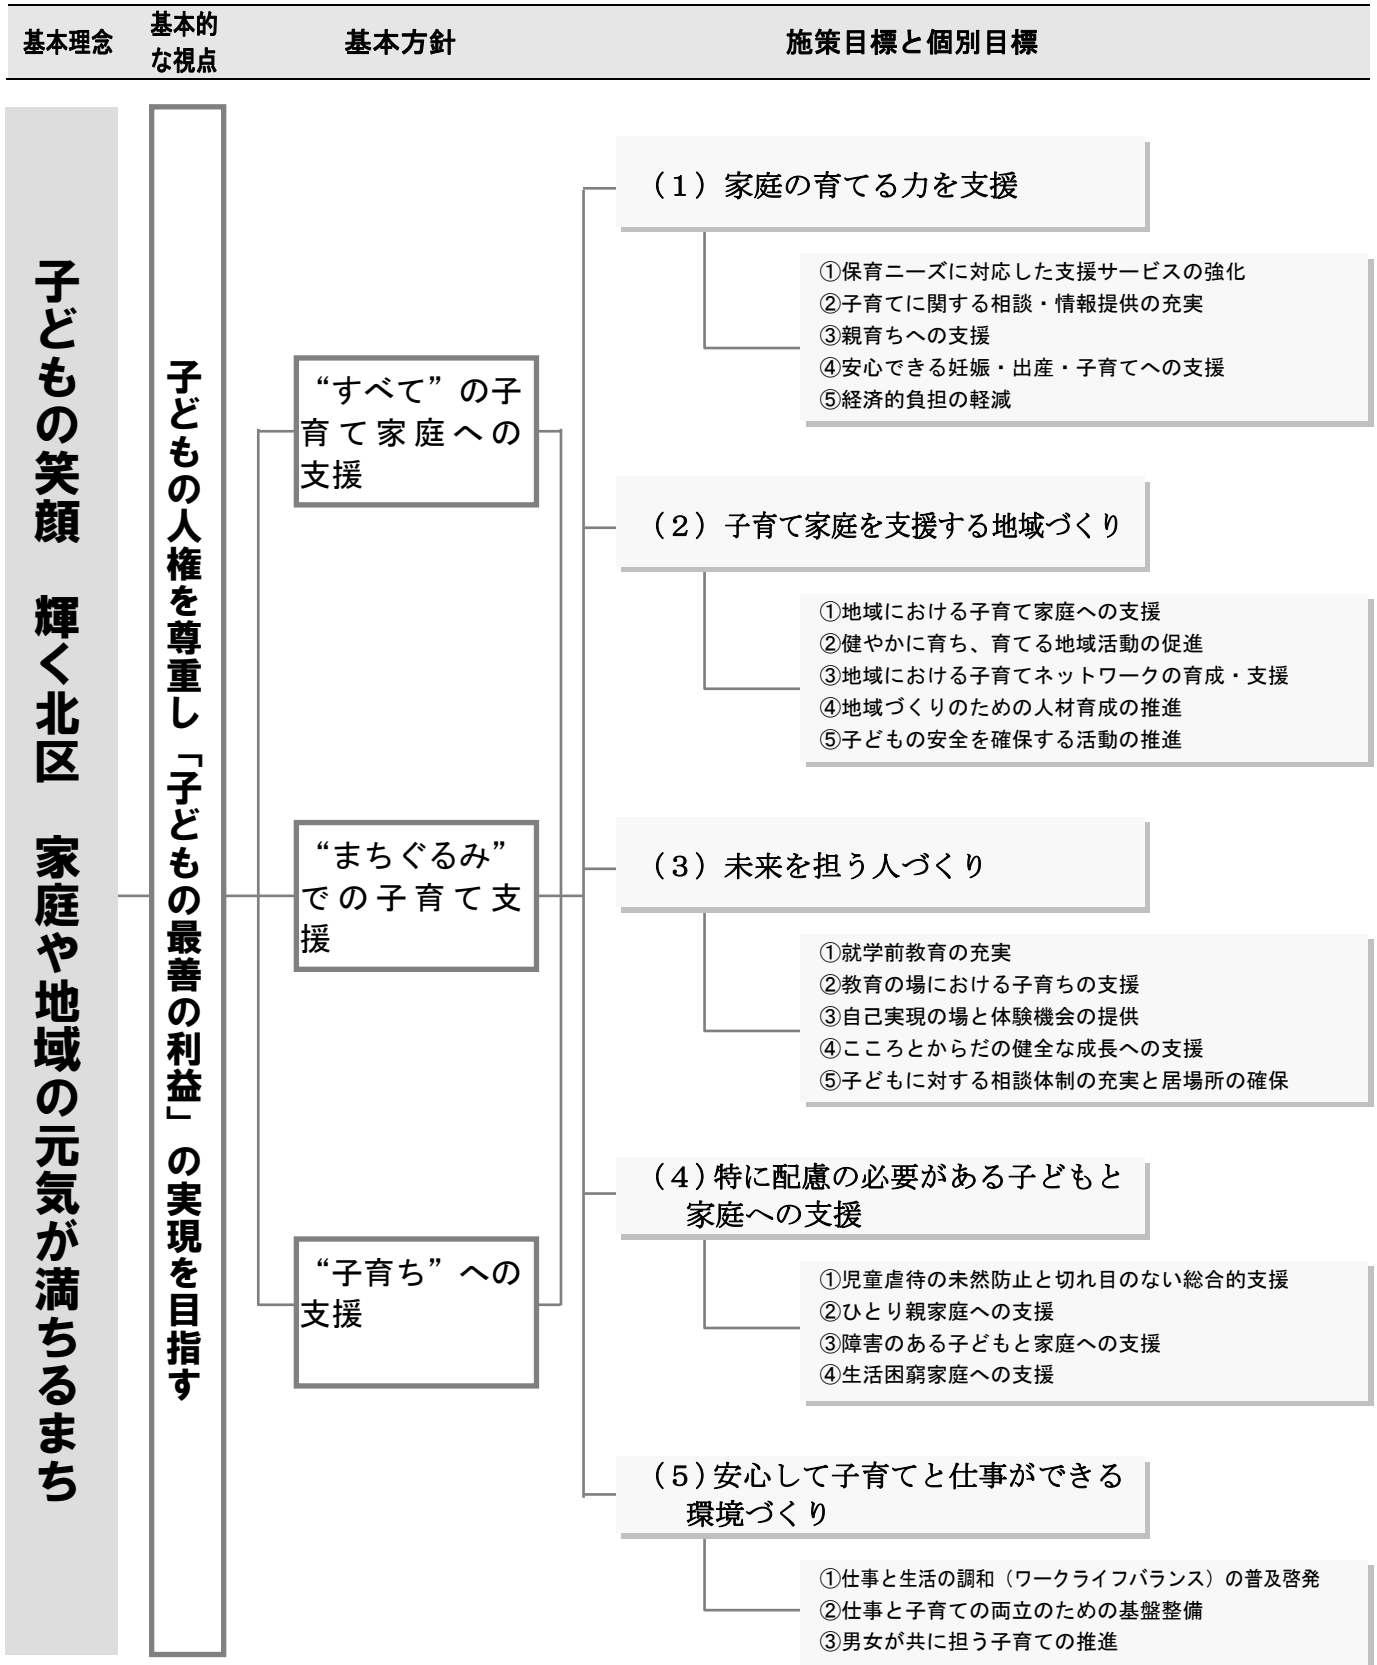 基本理念
基本的
な視点
基本方針
施策目標と個別目標
子どもの笑顔　輝く北区　家庭や地域の元気が満ちるまち
子どもの人権を尊重し「子どもの最善の利益」の実現を目指す
“すべて”の子
育て家庭への
支援
“まちぐるみ”
での子育て支
援
“子育ち”への
支援
（１）家庭の育てる力を支援
①保育ニーズに対応した支援サービスの強化
②子育てに関する相談・情報提供の充実
③親育ちへの支援
④安心できる妊娠・出産・子育てへの支援
⑤経済的負担の軽減
（２）子育て家庭を支援する地域づくり
①地域における子育て家庭への支援
②健やかに育ち、育てる地域活動の促進
③地域における子育てネットワークの育成・支援
④地域づくりのための人材育成の推進
⑤子どもの安全を確保する活動の推進
（３）未来を担う人づくり
①就学前教育の充実
②教育の場における子育ちの支援
③自己実現の場と体験機会の提供
④こころとからだの健全な成長への支援
⑤子どもに対する相談体制の充実と居場所の確保
（４）特に配慮の必要がある子どもと
家庭への支援
①児童虐待の未然防止と切れ目のない総合的支援
②ひとり親家庭への支援
③障害のある子どもと家庭への支援
④生活困窮家庭への支援
（５）安心して子育てと仕事ができる
環境づくり
①仕事と生活の調和（ワークライフバランス）の普及啓発
②仕事と子育ての両立のための基盤整備
③男女が共に担う子育ての推進